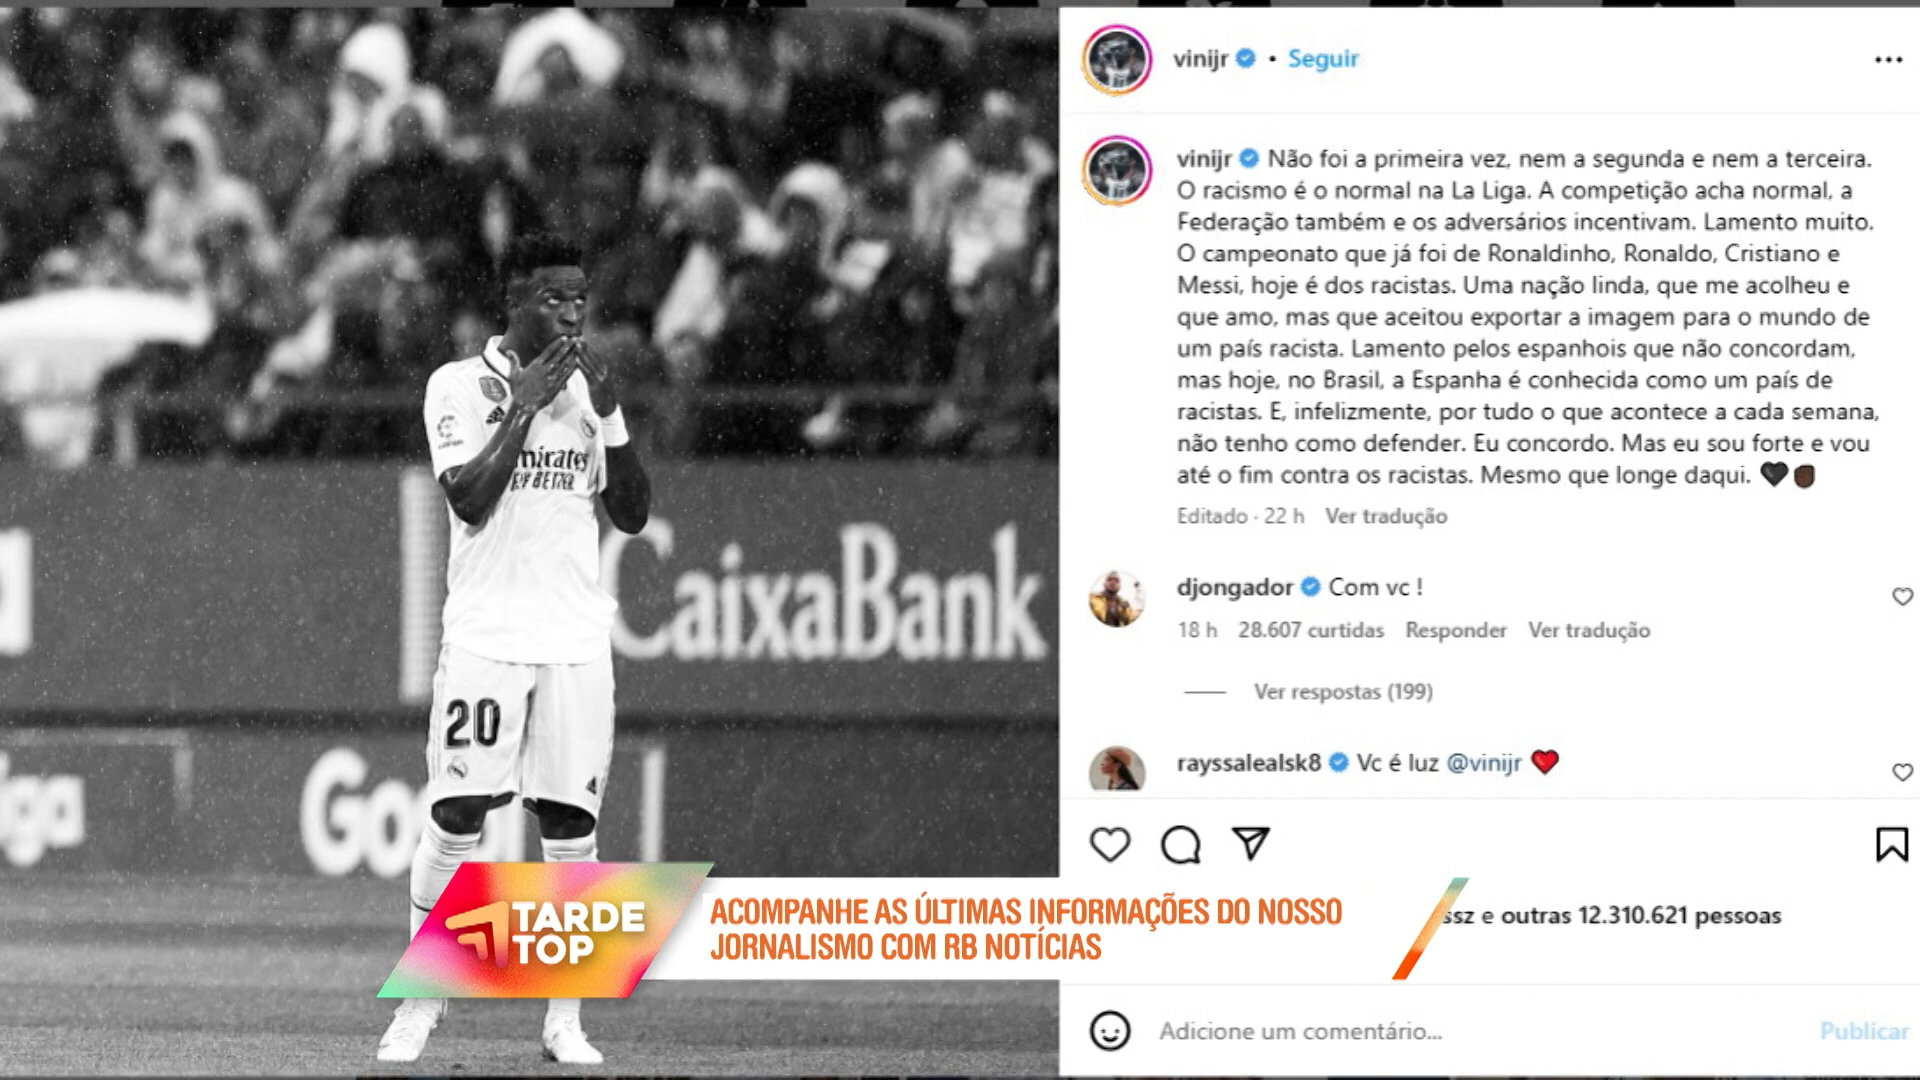 vinijr • Seguir
vinijr Não foi a primeira vez, nem a segunda e nem a terceira.
O racismo é o normal na La Liga. A competição acha normal, a
Federação também e os adversários incentivam. Lamento muito.
O campeonato que já foi de Ronaldinho, Ronaldo, Cristiano e
Messi, hoje é dos racistas. Uma nação linda, que me acolheu e
que amo, mas que aceitou exportar a imagem para o mundo de
um país racista. Lamento pelos espanhois que não concordam,
mas hoje, no Brasil, a Espanha é conhecida como um país de
racistas. E, infelizmente, por tudo o que acontece a cada semana,
não tenho como defender. Eu concordo. Mas eu sou forte e vou
até o fim contra os racistas. Mesmo que longe daqui. 🖤✊🏿
Editado · 22 h Ver tradução
djongador Com vc !
18 h 28.607 curtidas Responder Ver tradução
Ver respostas (199)
rayssalealsk8 Vc é luz @vinijr ❤️
ssz e outras 12.310.621 pessoas
Adicione um comentário... Publicar
CaixaBank
20
TARDE
TOP
ACOMPANHE AS ÚLTIMAS INFORMAÇÕES DO NOSSO
JORNALISMO COM RB NOTÍCIAS